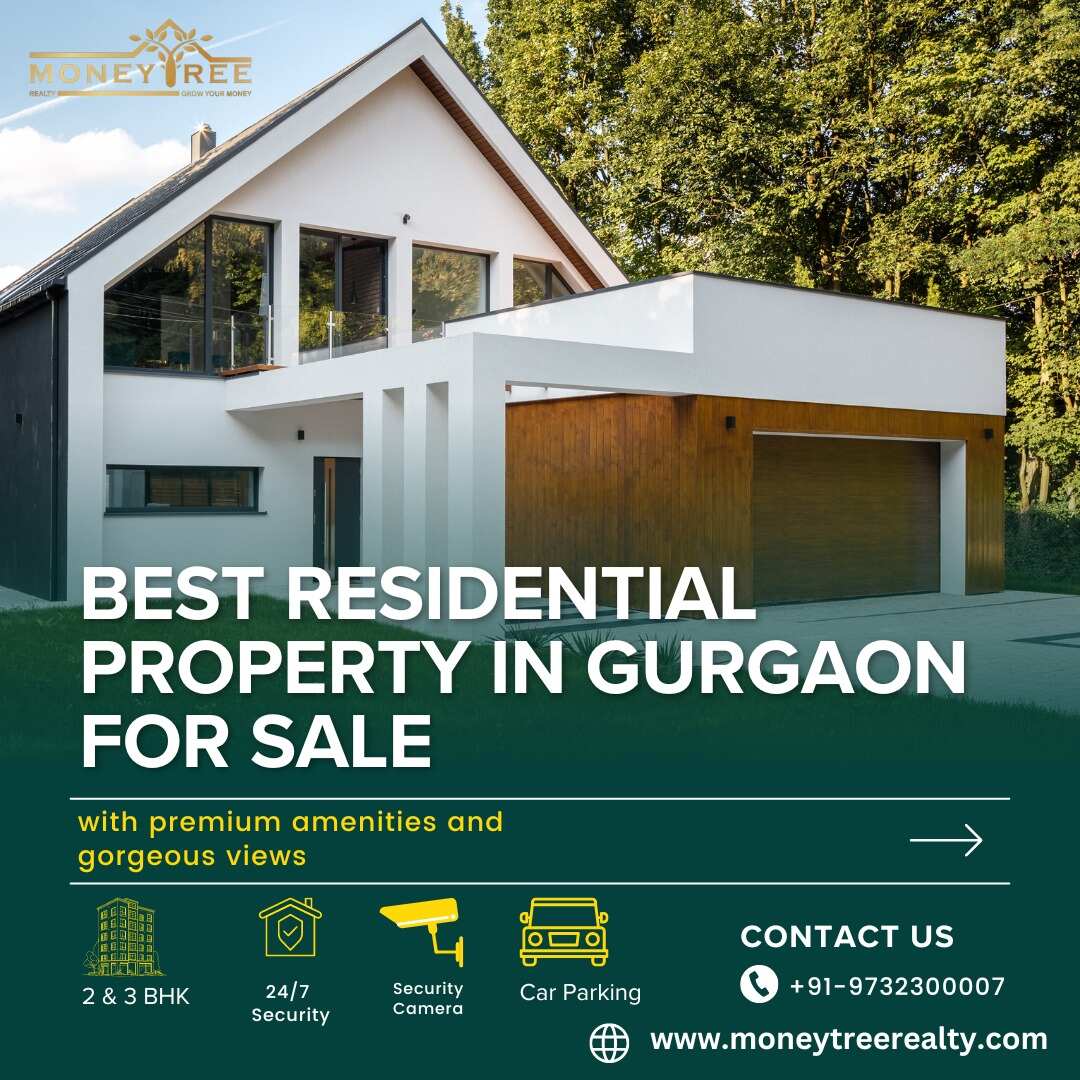 MONEYTREE
REALTY GROW YOUR MONEY
BEST RESIDENTIAL
PROPERTY IN GURGAON
FOR SALE
with premium amenities and
gorgeous views
2 & 3 BHK
24/7
Security
Security
Camera
Car Parking
CONTACT US
+91-9732300007
www.moneytreerealty.com